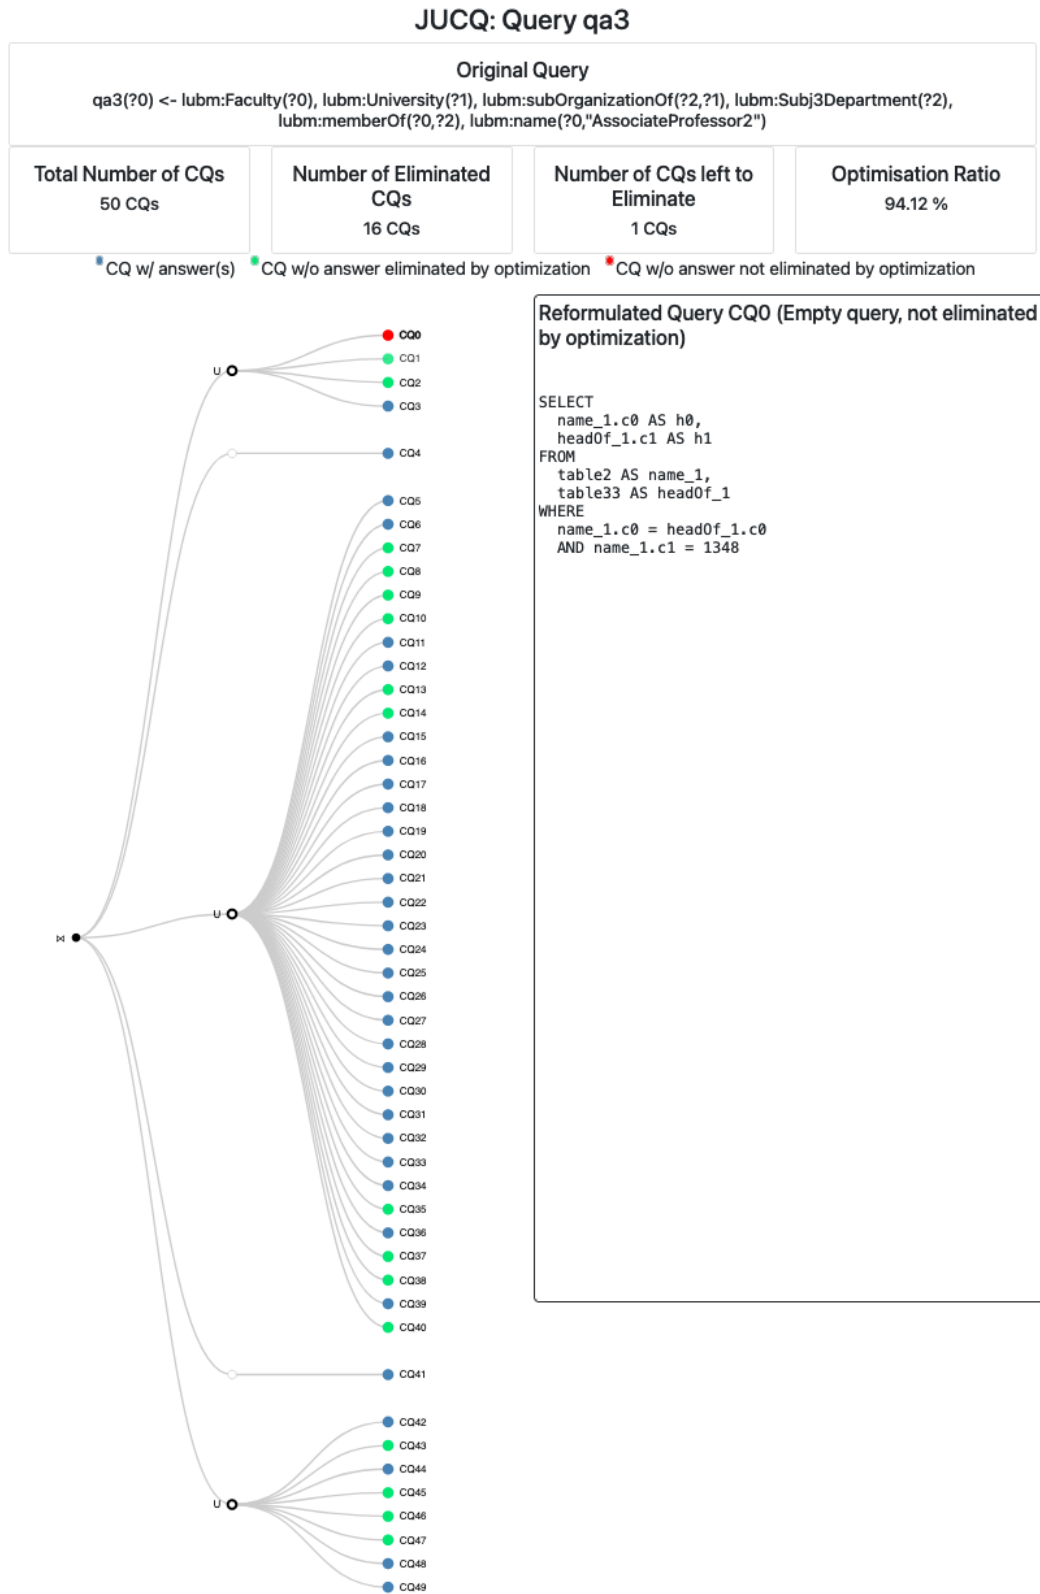 JUCQ: Query qa3
Original Query
qa3(?0) <- lubm:Faculty(?0), lubm:University(?1), lubm:subOrganizationOf(?2,?1), lubm:Subj3Department(?2),
lubm:memberOf(?0,?2), lubm:name(?0,"AssociateProfessor2")
Total Number of CQs
50 CQs
Number of Eliminated
CQs
16 CQs
Number of CQs left to
Eliminate
1 CQs
Optimisation Ratio
94.12 %
CQ w/ answer(s)
CQ w/o answer eliminated by optimization
CQ w/o answer not eliminated by optimization
Reformulated Query CQ0 (Empty query, not eliminated
by optimization)
SELECT
name_1.c0 AS h0,
headOf_1.c1 AS h1
FROM
table2 AS name_1,
table33 AS headOf_1
WHERE
name_1.c0 = headOf_1.c0
AND name_1.c1 = 1348
⋈
U
CQ0
CQ1
CQ2
CQ3
CQ4
U
CQ5
CQ6
CQ7
CQ8
CQ9
CQ10
CQ11
CQ12
CQ13
CQ14
CQ15
CQ16
CQ17
CQ18
CQ19
CQ20
CQ21
CQ22
CQ23
CQ24
CQ25
CQ26
CQ27
CQ28
CQ29
CQ30
CQ31
CQ32
CQ33
CQ34
CQ35
CQ36
CQ37
CQ38
CQ39
CQ40
CQ41
U
CQ42
CQ43
CQ44
CQ45
CQ46
CQ47
CQ48
CQ49